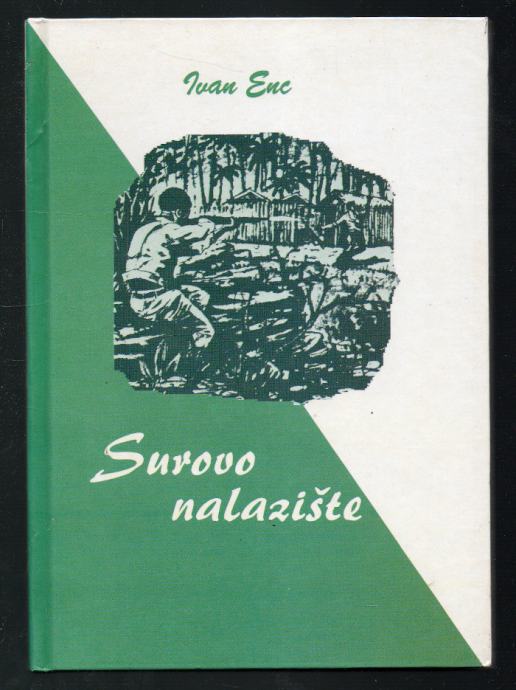 Ivan Enc
Surovo
nalazište